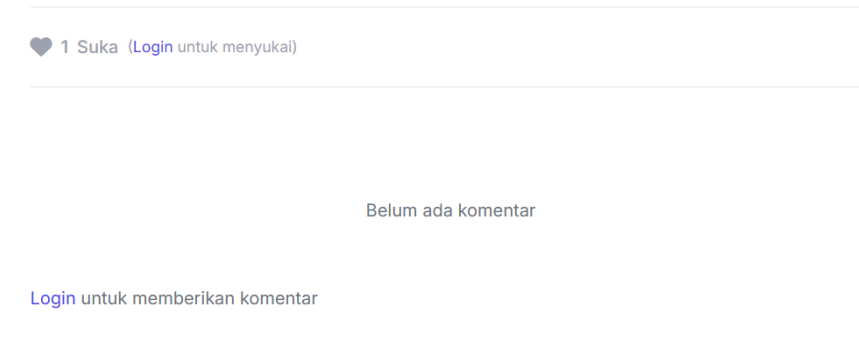 1 Suka (Login untuk menyukai)
Belum ada komentar
Login untuk memberikan komentar